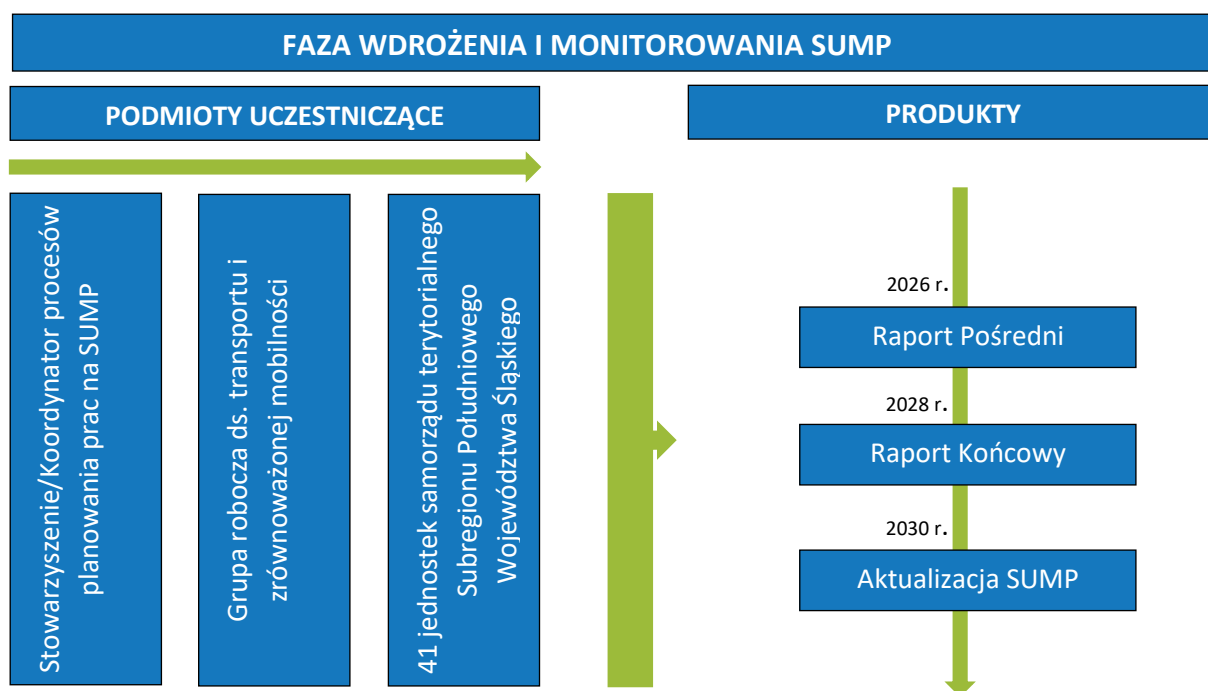 FAZA WDROŻENIA I MONITOROWANIA SUMP
PODMIOTY UCZESTNICZĄCE
Stowarzyszenie/Koordynator procesów
planowania prac na SUMP
Grupa robocza ds. transportu i
zrównoważonej mobilności
41 jednostek samorządu terytorialnego
Subregionu Południowego
Województwa Śląskiego
PRODUKTY
2026 r.
Raport Pośredni
2028 r.
Raport Końcowy
2030 r.
Aktualizacja SUMP